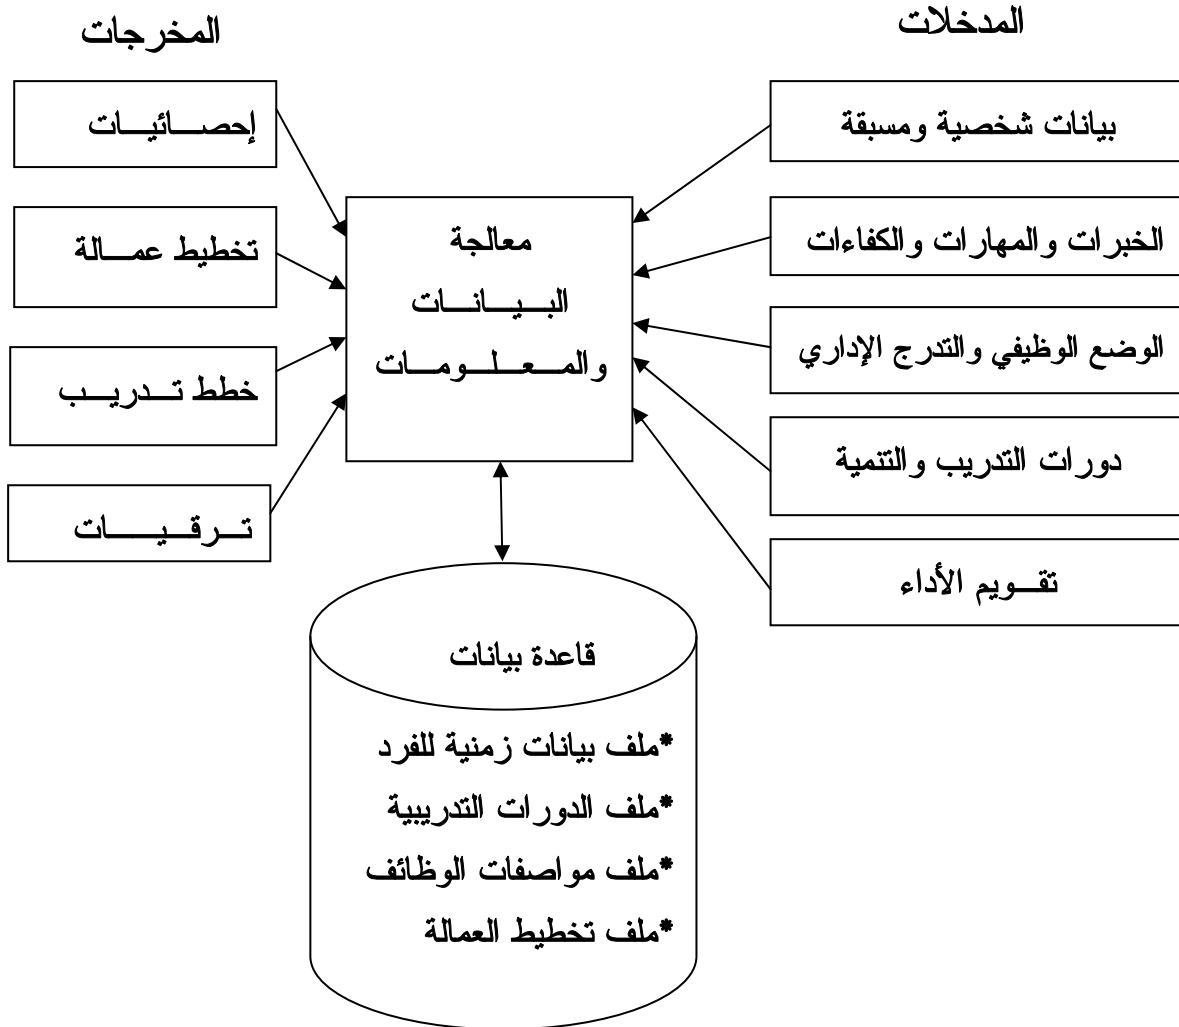 المدخلات
بيانات شخصية ومسبقة
الخبرات والمهارات والكفاءات
الوضع الوظيفي والتدرج الإداري
دورات التدريب والتنمية
تقـــويم الأداء
معالجة
البـــيـــانـــات
والمـــعـــلـــومـــات
المخرجات
إحصـــائيـــات
تخطيط عمـــالة
خطط تـــدريـــب
تـــرقـــيـــــات
قاعدة بيانات
*ملف بيانات زمنية للفرد
*ملف الدورات التدريبية
*ملف مواصفات الوظائف
*ملف تخطيط العمالة